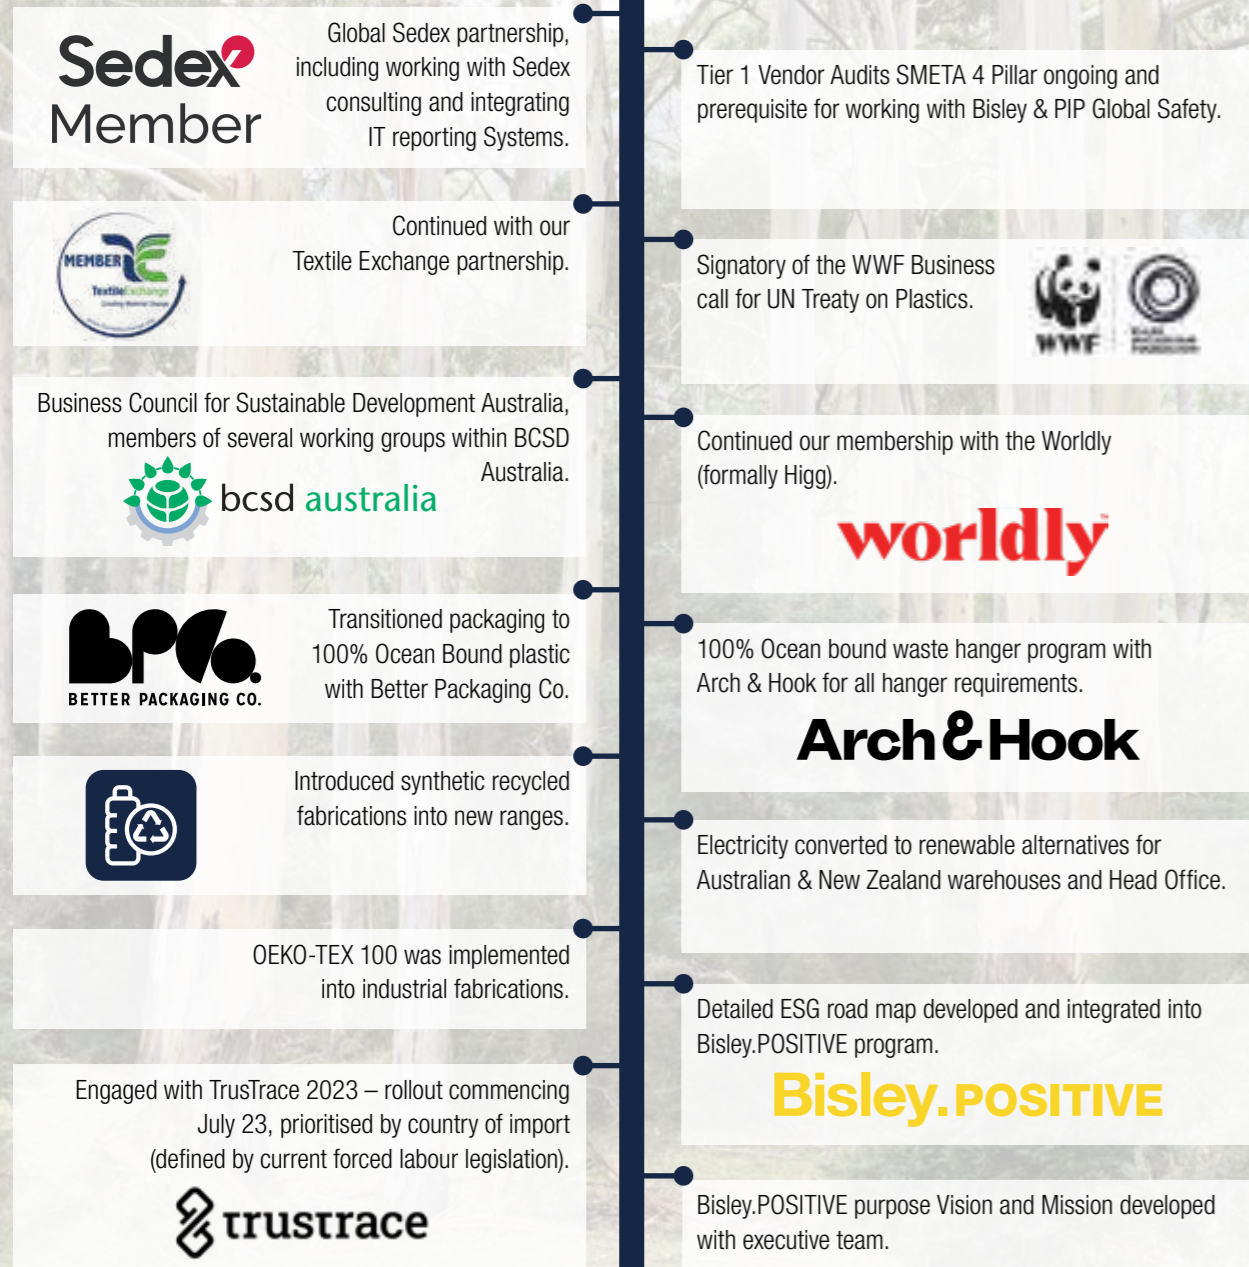 Sedex
Member
Global Sedex partnership,
including working with Sedex
consulting and integrating
IT reporting Systems.
Tier 1 Vendor Audits SMETA 4 Pillar ongoing and
prerequisite for working with Bisley & PIP Global Safety.
MEMBER
TextileExchange
Continued with our
Textile Exchange partnership.
Signatory of the WWF Business
call for UN Treaty on Plastics.
WWF
Business Council for Sustainable Development Australia,
members of several working groups within BCSD
Australia.
bcsd australia
Continued our membership with the Worldly
(formally Higg).
worldly
BPCo.
BETTER PACKAGING CO.
Transitioned packaging to
100% Ocean Bound plastic
with Better Packaging Co.
100% Ocean bound waste hanger program with
Arch & Hook for all hanger requirements.
Arch&Hook
Introduced synthetic recycled
fabrications into new ranges.
Electricity converted to renewable alternatives for
Australian & New Zealand warehouses and Head Office.
OEKO-TEX 100 was implemented
into industrial fabrications.
Detailed ESG road map developed and integrated into
Bisley.POSITIVE program.
Bisley.POSITIVE
Engaged with TrusTrace 2023 – rollout commencing
July 23, prioritised by country of import
(defined by current forced labour legislation).
trustrace
Bisley.POSITIVE purpose Vision and Mission developed
with executive team.